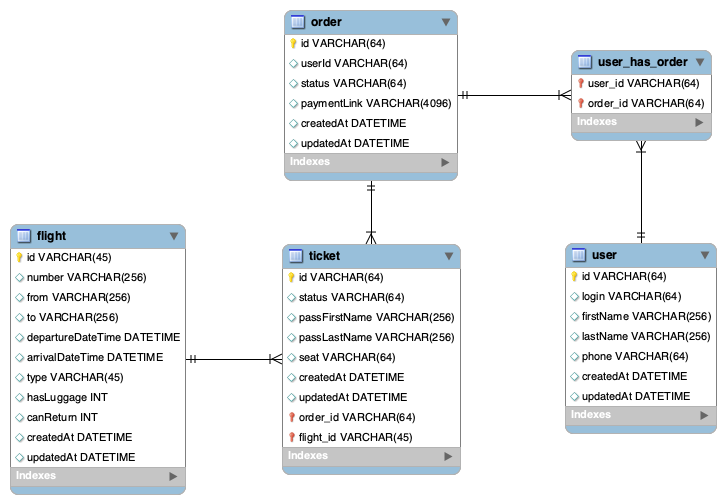 order
id VARCHAR(64)
userId VARCHAR(64)
status VARCHAR(64)
paymentLink VARCHAR(4096)
createdAt DATETIME
updatedAt DATETIME
Indexes
user_has_order
user_id VARCHAR(64)
order_id VARCHAR(64)
Indexes
flight
id VARCHAR(45)
number VARCHAR(256)
from VARCHAR(256)
to VARCHAR(256)
departureDateTime DATETIME
arrivalDateTime DATETIME
type VARCHAR(45)
hasLuggage INT
canReturn INT
createdAt DATETIME
updatedAt DATETIME
Indexes
ticket
id VARCHAR(64)
status VARCHAR(64)
passFirstName VARCHAR(256)
passLastName VARCHAR(256)
seat VARCHAR(64)
createdAt DATETIME
updatedAt DATETIME
order_id VARCHAR(64)
flight_id VARCHAR(45)
Indexes
user
id VARCHAR(64)
login VARCHAR(64)
firstName VARCHAR(256)
lastName VARCHAR(256)
phone VARCHAR(64)
createdAt DATETIME
updatedAt DATETIME
Indexes